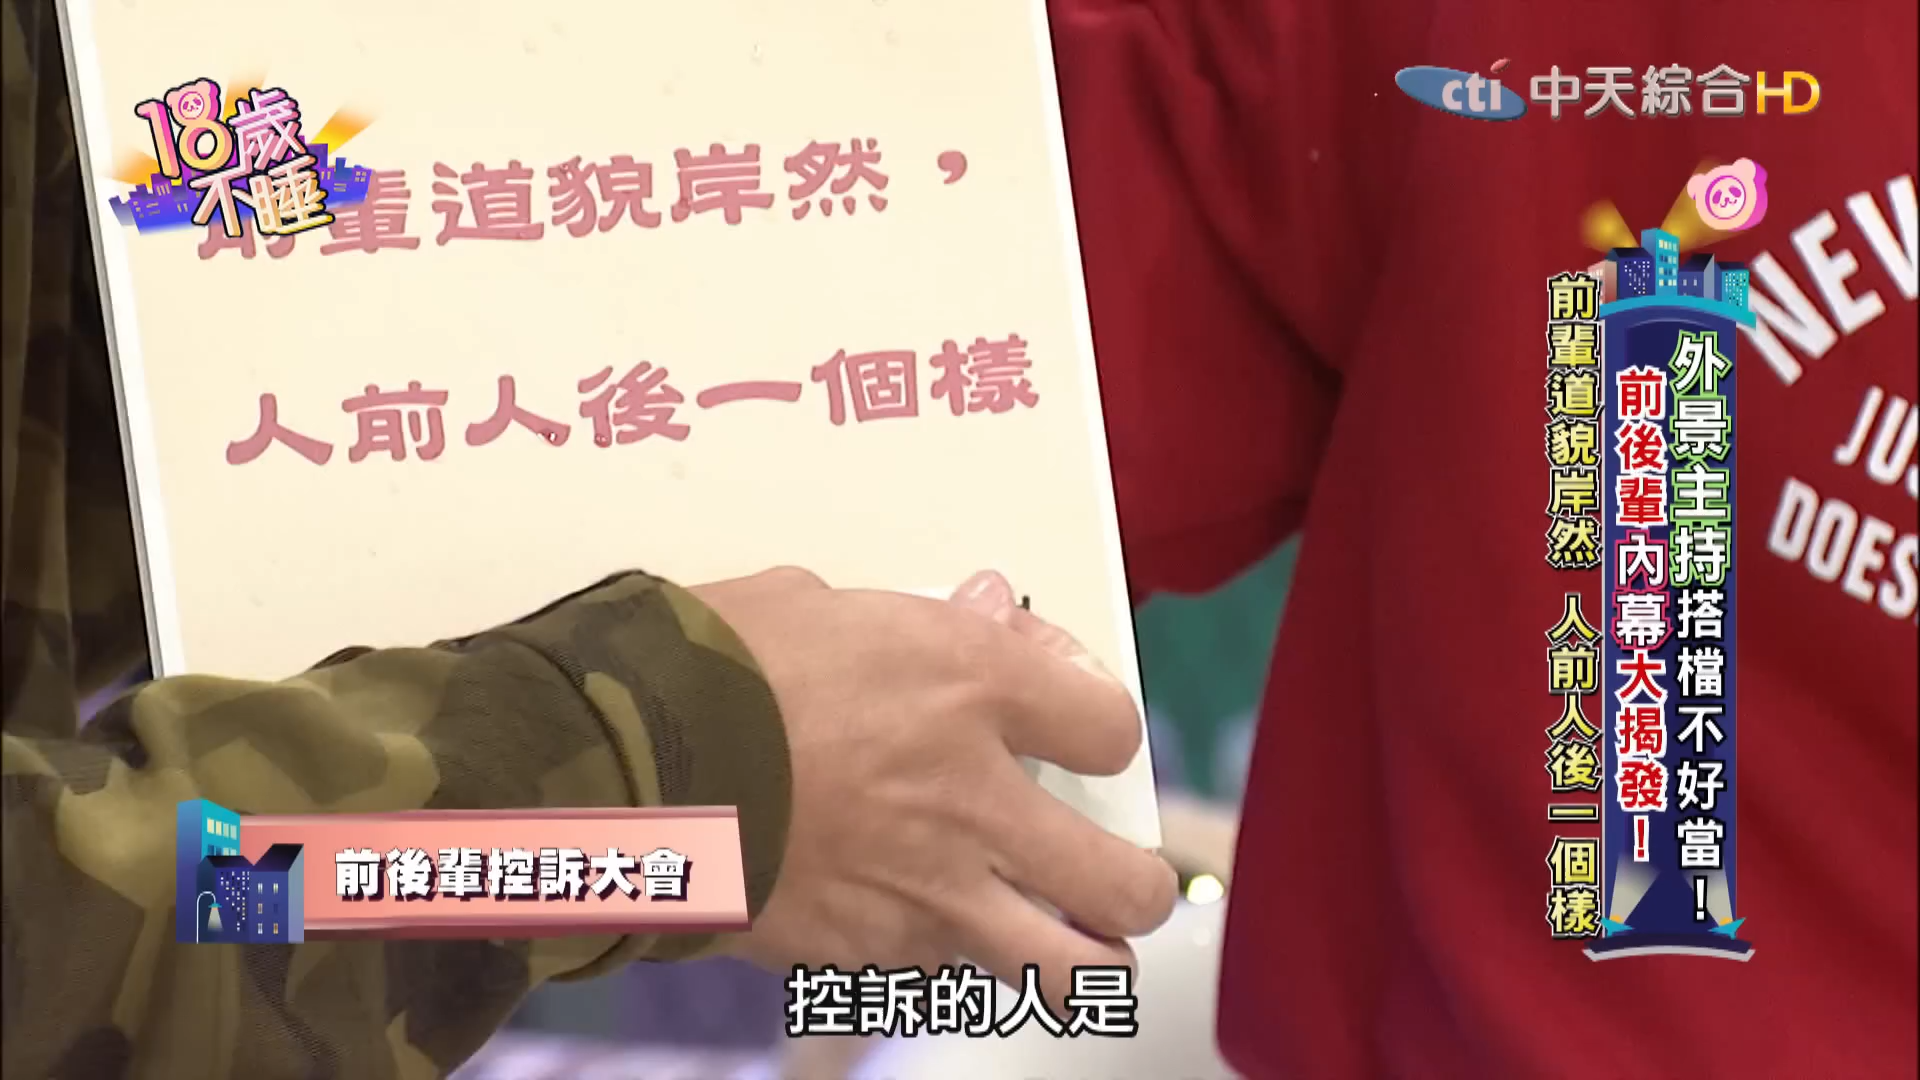 18歲
不睡
cti 中天綜合HD
前輩道貌岸然，
人前人後一個樣
外景主持搭檔不好當！
前後輩內幕大揭發！
前輩道貌岸然 人前人後一個樣
NEW
JUS
DOES
前後輩控訴大會
控訴的人是